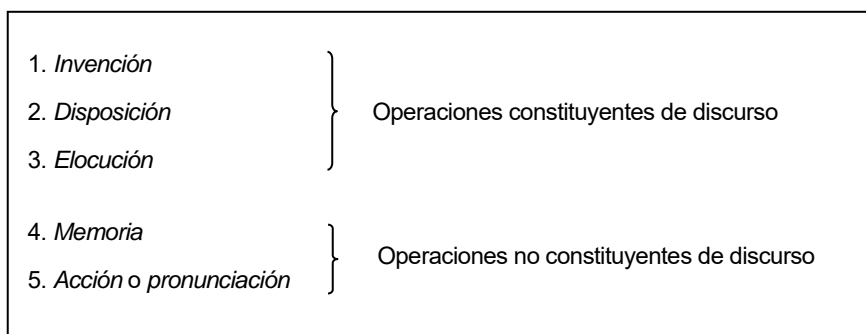 1. Invención
2. Disposición
Operaciones constituyentes de discurso
3. Elocución
4. Memoria
Operaciones no constituyentes de discurso
5. Acción o pronunciación